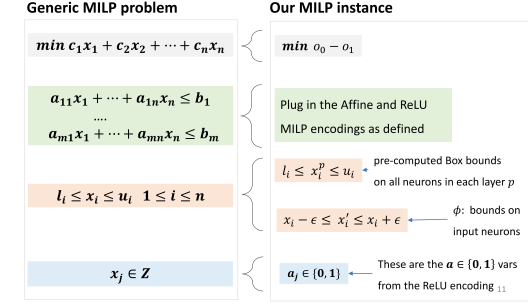 Generic MILP problem
min c₁x₁ + c₂x₂ + ⋯ + cₙxₙ
a₁₁x₁ + ⋯ + a₁ₙxₙ ≤ b₁
....
aₘ₁x₁ + ⋯ + aₘₙxₙ ≤ bₘ
lᵢ ≤ xᵢ ≤ uᵢ 1 ≤ i ≤ n
xⱼ ∈ Z
Our MILP instance
min o₀ − o₁
Plug in the Affine and ReLU
MILP encodings as defined
lᵢ ≤ xᵢᵖ ≤ uᵢ
pre-computed Box bounds
on all neurons in each layer p
xᵢ − ϵ ≤ xᵢ′ ≤ xᵢ + ϵ
ϕ: bounds on
input neurons
aⱼ ∈ {0, 1}
These are the a ∈ {0, 1} vars
from the ReLU encoding 11